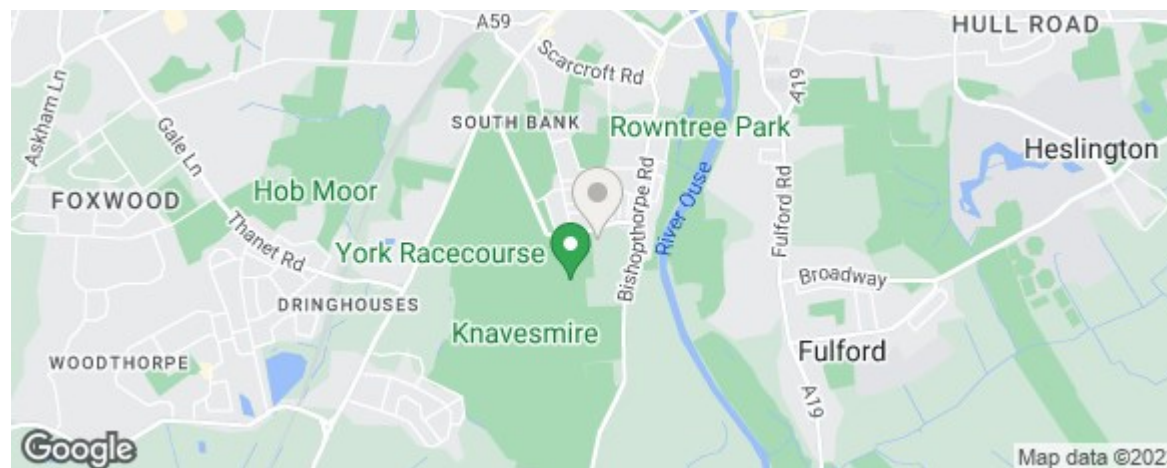 A59
HULL ROAD
Scarcroft Rd
Askham Ln
Gale Ln
SOUTH BANK
Rowntree Park
A19
Heslington
FOXWOOD
Hob Moor
Thanet Rd
York Racecourse
Bishopthorpe Rd
River Ouse
Fulford Rd
Broadway
DRINGHOUSES
Knavesmire
Fulford
WOODTHORPE
A19
Google
Map data ©202